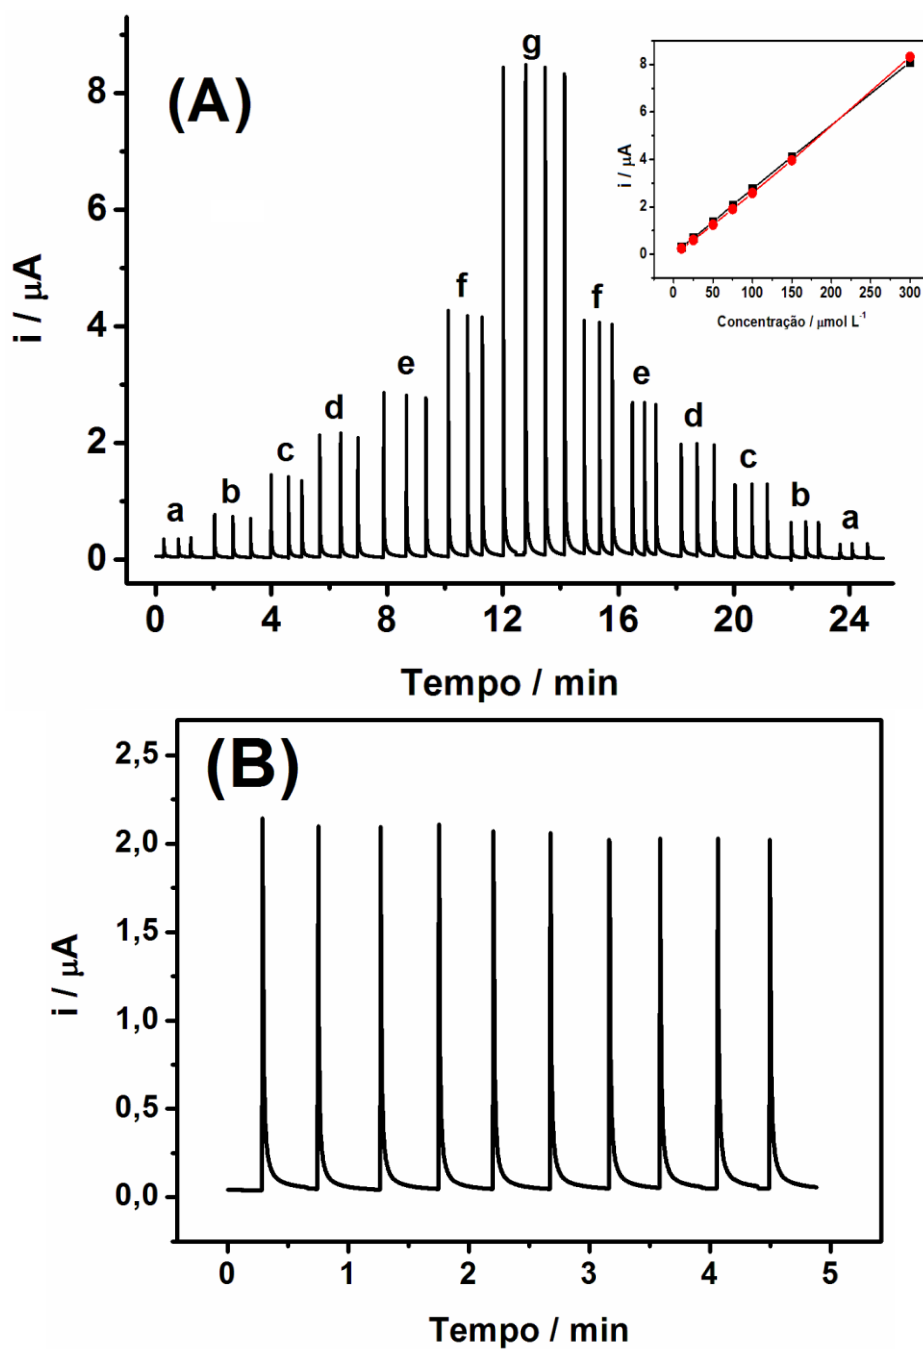 (A)
i / μA
8
6
4
2
0
a b c d e f g f e d c b a
0 4 8 12 16 20 24
Tempo / min
i / μA
8
6
4
2
0
0 50 100 150 200 250 300
Concentração / μmol L⁻¹
(B)
i / μA
2,5
2,0
1,5
1,0
0,5
0,0
0 1 2 3 4 5
Tempo / min